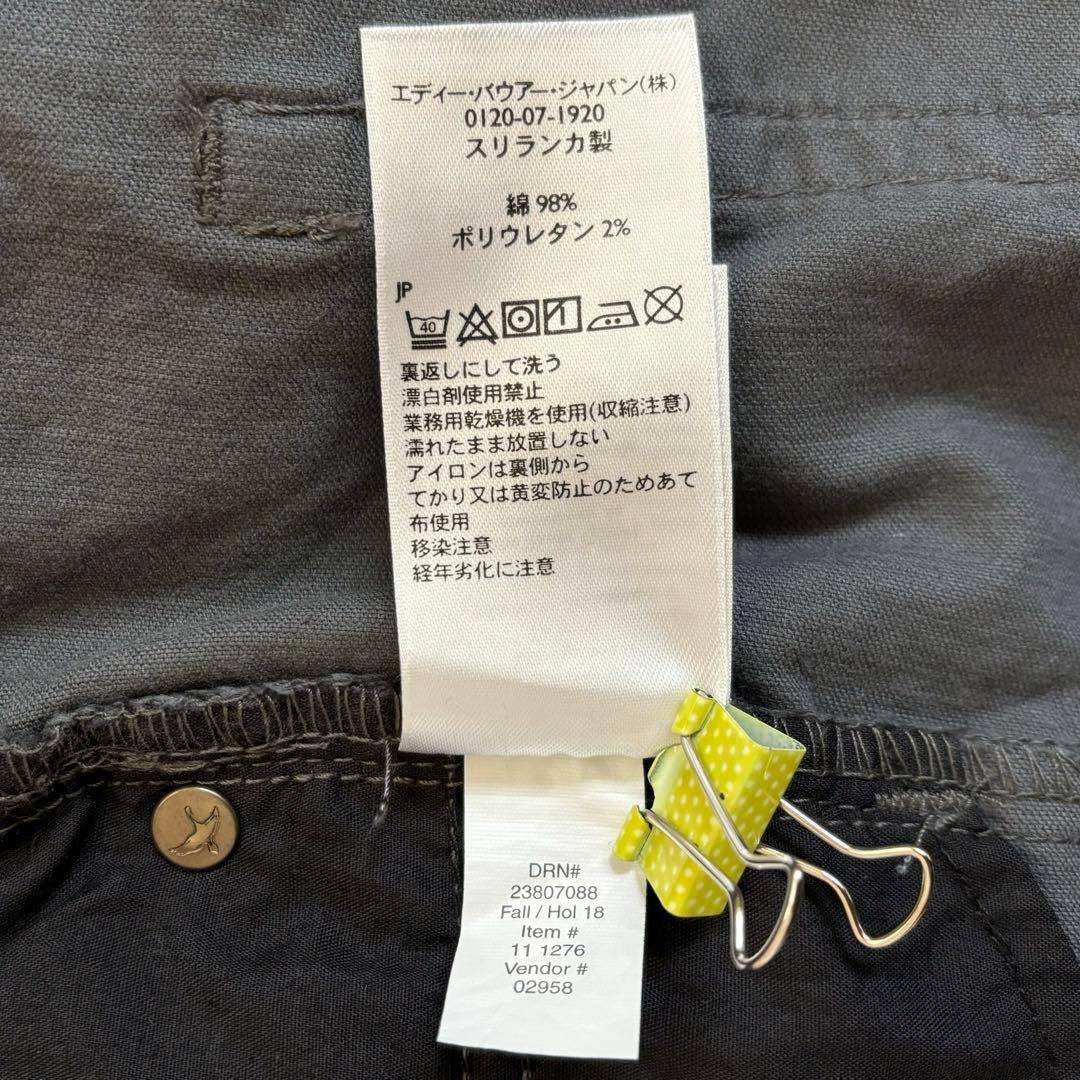 エディー・バウアー・ジャパン(株)
0120-07-1920
スリランカ製
綿 98%
ポリウレタン 2%
JP
40
裏返しにして洗う
漂白剤使用禁止
業務用乾燥機を使用(収縮注意)
濡れたまま放置しない
アイロンは裏側から
てかり又は黄変防止のためあて
布使用
移染注意
経年劣化に注意
DRN#
23807088
Fall / Hol 18
Item #
11 1276
Vendor #
02958